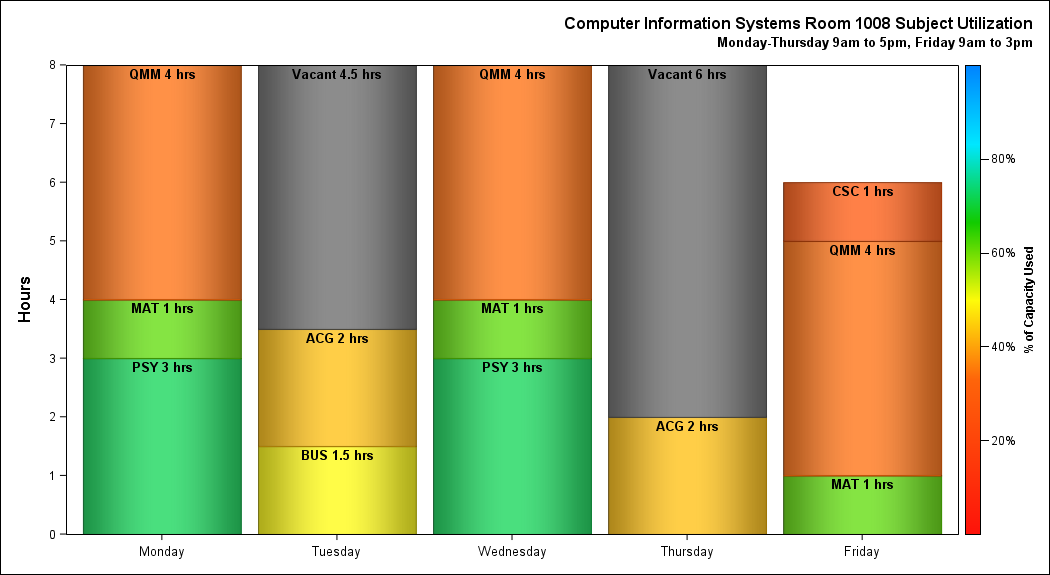 Computer Information Systems Room 1008 Subject Utilization
Monday-Thursday 9am to 5pm, Friday 9am to 3pm
Hours
8
7
6
5
4
3
2
1
0
QMM 4 hrs
MAT 1 hrs
PSY 3 hrs
Vacant 4.5 hrs
ACG 2 hrs
BUS 1.5 hrs
QMM 4 hrs
MAT 1 hrs
PSY 3 hrs
Vacant 6 hrs
ACG 2 hrs
CSC 1 hrs
QMM 4 hrs
MAT 1 hrs
Monday
Tuesday
Wednesday
Thursday
Friday
80%
60%
40%
20%
% of Capacity Used